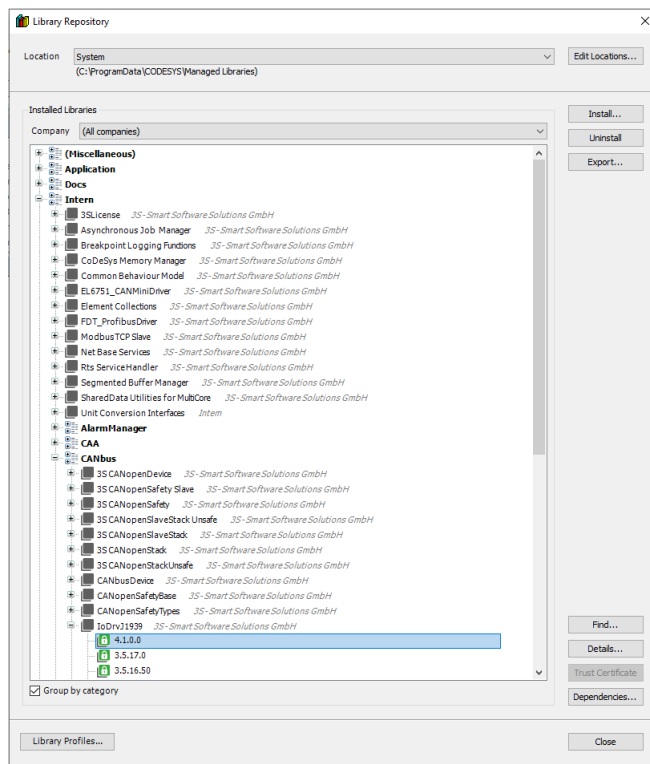 Library Repository
Location System Edit Locations...
(C:\ProgramData\CODESYS\Managed Libraries)
Installed Libraries
Company (All companies)
Install...
Uninstall
Export...
(Miscellaneous)
Application
Docs
Intern
3SLicense 3S-Smart Software Solutions GmbH
Asynchronous Job Manager 3S-Smart Software Solutions GmbH
Breakpoint Logging Functions 3S-Smart Software Solutions GmbH
CoDeSys Memory Manager 3S-Smart Software Solutions GmbH
Common Behaviour Model 3S-Smart Software Solutions GmbH
EL6751_CANMiniDriver 3S-Smart Software Solutions GmbH
Element Collections 3S-Smart Software Solutions GmbH
FDT_ProfibusDriver 3S-Smart Software Solutions GmbH
ModbusTCP Slave 3S-Smart Software Solutions GmbH
Net Base Services 3S-Smart Software Solutions GmbH
Rts ServiceHandler 3S-Smart Software Solutions GmbH
Segmented Buffer Manager 3S-Smart Software Solutions GmbH
SharedData Utilities for MultiCore 3S-Smart Software Solutions GmbH
Unit Conversion Interfaces Intern
AlarmManager
CAA
CANbus
3S CANopenDevice 3S-Smart Software Solutions GmbH
3S CANopenSafety Slave 3S-Smart Software Solutions GmbH
3S CANopenSafety 3S-Smart Software Solutions GmbH
3S CANopenSlaveStack Unsafe 3S-Smart Software Solutions GmbH
3S CANopenSlaveStack 3S-Smart Software Solutions GmbH
3S CANopenStack 3S-Smart Software Solutions GmbH
3S CANopenStackUnsafe 3S-Smart Software Solutions GmbH
CANbusDevice 3S-Smart Software Solutions GmbH
CANopenSafetyBase 3S-Smart Software Solutions GmbH
CANopenSafetyTypes 3S-Smart Software Solutions GmbH
IoDrvJ1939 3S-Smart Software Solutions GmbH
4.1.0.0
3.5.17.0
3.5.16.50
Find...
Details...
Trust Certificate
Dependencies...
Group by category
Library Profiles...
Close